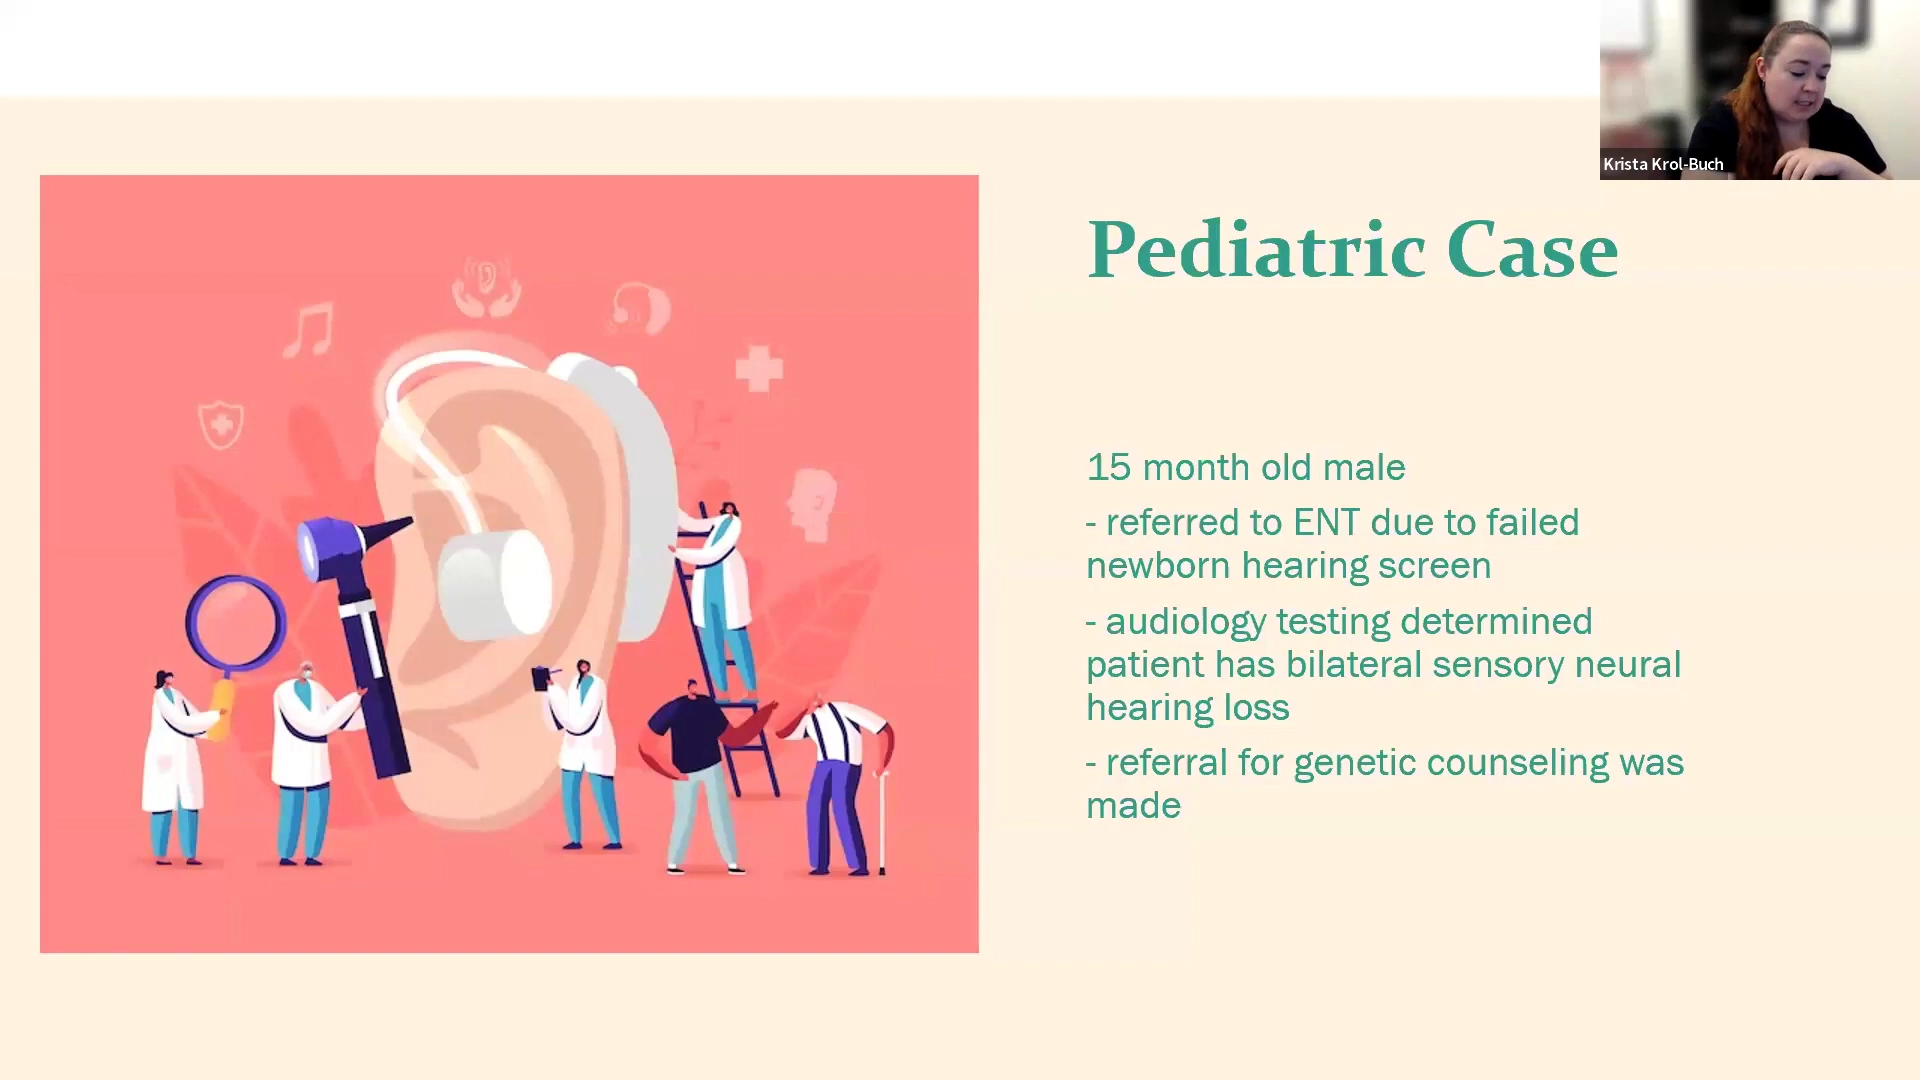 Krista Krol-Buch
Pediatric Case
15 month old male
- referred to ENT due to failed
newborn hearing screen
- audiology testing determined
patient has bilateral sensory neural
hearing loss
- referral for genetic counseling was
made